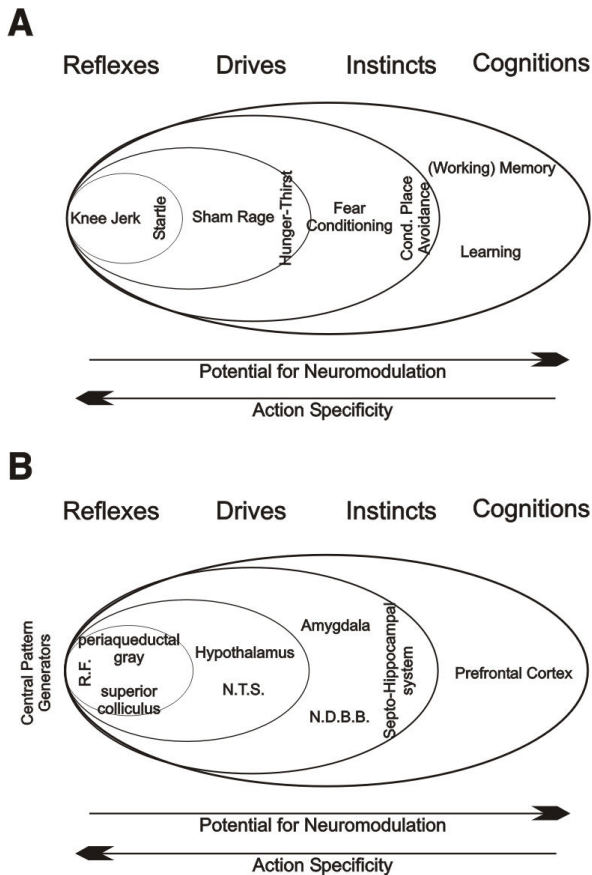 A
Reflexes Drives Instincts Cognitions
Knee Jerk
Startle
Sham Rage
Hunger-Thirst
Fear
Conditioning
Cond. Place
Avoidance
(Working) Memory
Learning
Potential for Neuromodulation
Action Specificity
B
Reflexes Drives Instincts Cognitions
Central Pattern
Generators
R.F.
periaqueductal
gray
superior
colliculus
Hypothalamus
N.T.S.
Amygdala
N.D.B.B.
Septo-Hippocampal
system
Prefrontal Cortex
Potential for Neuromodulation
Action Specificity